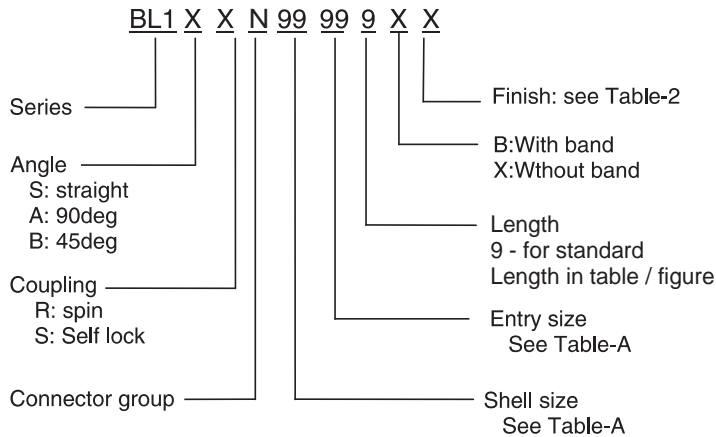 BL1 X X N 99 99 9 X X
Series
Angle
S: straight
A: 90deg
B: 45deg
Coupling
R: spin
S: Self lock
Connector group
Finish: see Table-2
B:With band
X:Wthout band
Length
9 - for standard
Length in table / figure
Entry size
See Table-A
Shell size
See Table-A